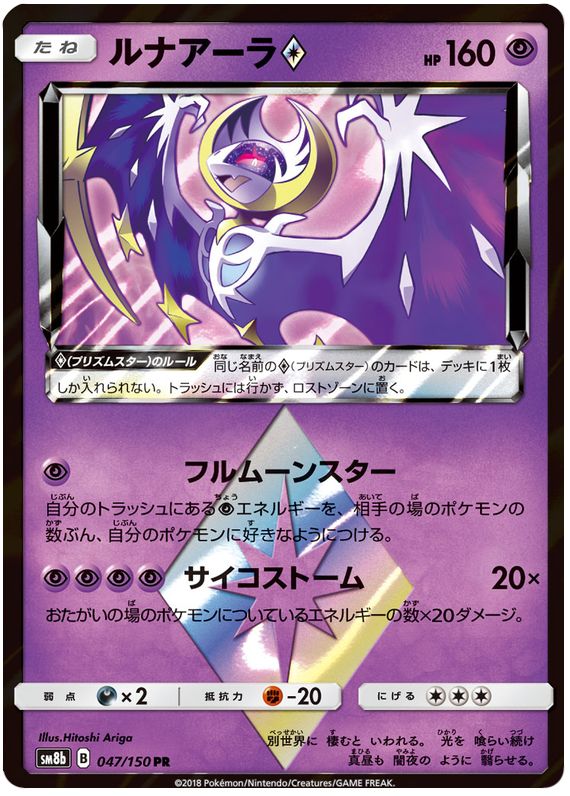 たね ルナアーラ◇ HP160
◇(プリズムスター)のルール 同じ名前の◇(プリズムスター)のカードは、デッキに1枚
しか入れられない。トラッシュには行かず、ロストゾーンに置く。
フルムーンスター
自分のトラッシュにあるエネルギーを、相手の場のポケモンの
数ぶん、自分のポケモンに好きなようにつける。
サイコストーム 20×
おたがいの場のポケモンについているエネルギーの数×20ダメージ。
弱点 ×2 抵抗力 -20 にげる
Illus.Hitoshi Ariga
SM8b B 047/150 PR
別世界に 棲むと いわれる。 光を 喰らい続け
真昼も 闇夜の ように 翳らせる。
©2018 Pokémon/Nintendo/Creatures/GAME FREAK.